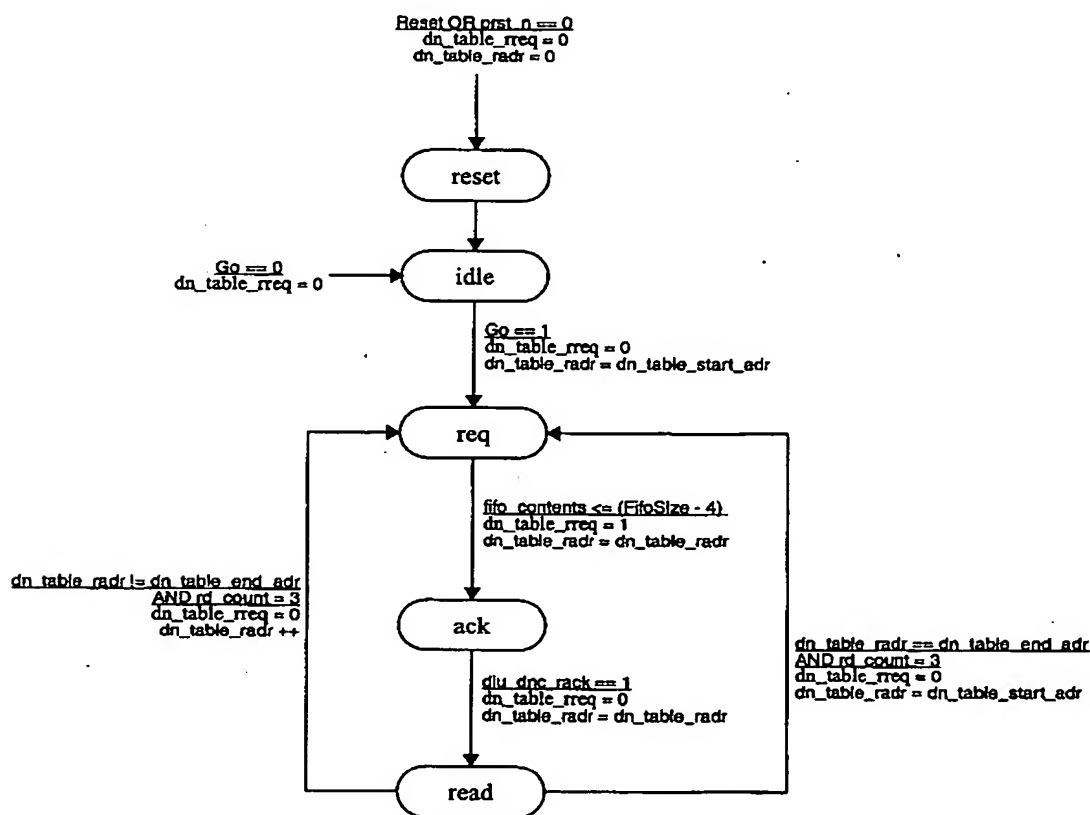 Reset OR prst_n == 0
dn_table_rreq = 0
dn_table_radr = 0
reset
Go == 0
dn_table_rreq = 0
idle
Go == 1
dn_table_rreq = 0
dn_table_radr = dn_table_start_adr
req
fifo_contents <= (FifoSize - 4)
dn_table_rreq = 1
dn_table_radr = dn_table_radr
dn_table_radr != dn_table_end_adr
AND rd_count = 3
dn_table_rreq = 0
dn_table_radr ++
ack
dn_table_radr == dn_table_end_adr
AND rd_count = 3
dn_table_rreq = 0
dn_table_radr = dn_table_start_adr
diu_dnc_rack == 1
dn_table_rreq = 0
dn_table_radr = dn_table_radr
read